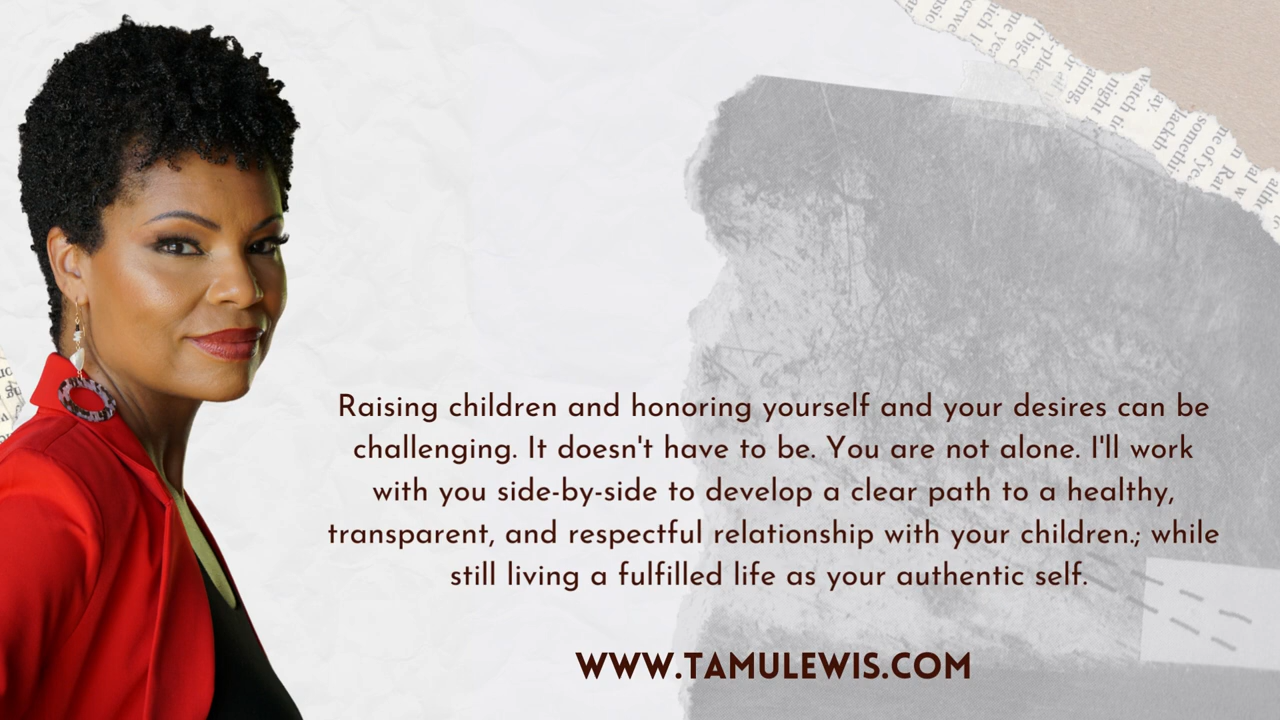 Raising children and honoring yourself and your desires can be
challenging. It doesn't have to be. You are not alone. I'll work
with you side-by-side to develop a clear path to a healthy,
transparent, and respectful relationship with your children.; while
still living a fulfilled life as your authentic self.
WWW.TAMULEWIS.COM